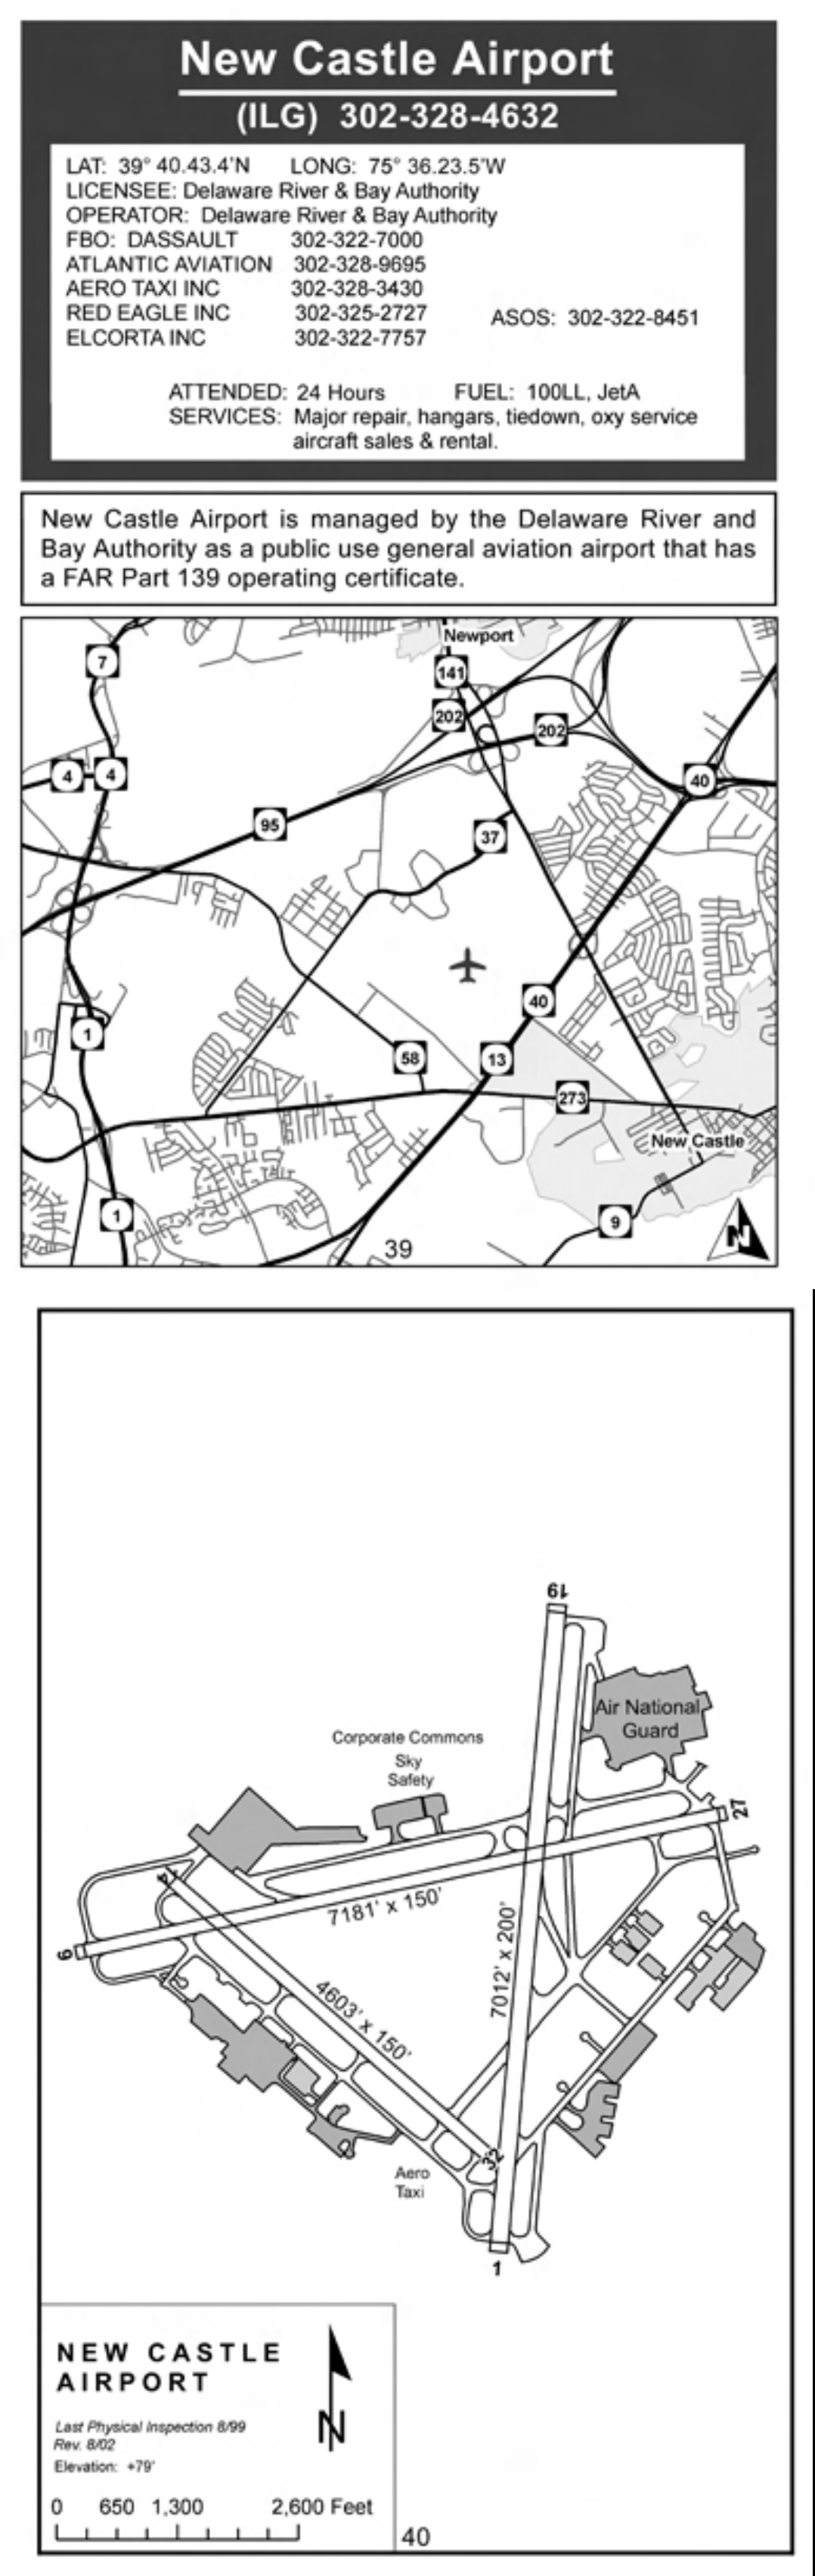 New Castle Airport
(ILG) 302-328-4632
LAT: 39° 40.43.4'N LONG: 75° 36.23.5'W
LICENSEE: Delaware River & Bay Authority
OPERATOR: Delaware River & Bay Authority
FBO: DASSAULT 302-322-7000
ATLANTIC AVIATION 302-328-9695
AERO TAXI INC 302-328-3430
RED EAGLE INC 302-325-2727
ASOS: 302-322-8451
ELCORTA INC 302-322-7757
ATTENDED: 24 Hours FUEL: 100LL, JetA
SERVICES: Major repair, hangars, tiedown, oxy service
aircraft sales & rental.
New Castle Airport is managed by the Delaware River and
Bay Authority as a public use general aviation airport that has
a FAR Part 139 operating certificate.
Newport
7
141
202
202
4
4
40
95
37
40
1
58
13
273
New Castle
1
9
39
N
19
Air National
Guard
Corporate Commons
Sky
Safety
27
7181' x 150'
9
7012' x 200'
4603' x 150'
32
Aero
Taxi
1
NEW CASTLE
AIRPORT
N
Last Physical Inspection 8/99
Rev. 8/02
Elevation: +79'
0 650 1,300 2,600 Feet
40